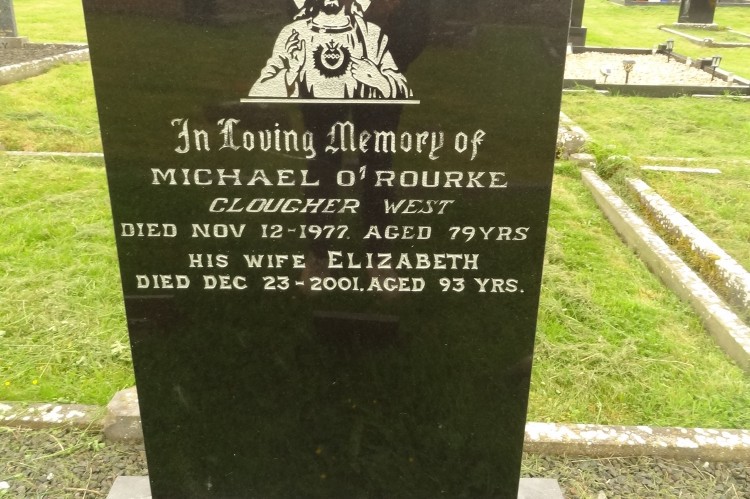 In Loving Memory of
MICHAEL O'ROURKE
CLOUGHER WEST
DIED NOV 12-1977. AGED 79YRS
HIS WIFE ELIZABETH
DIED DEC 23-2001. AGED 93 YRS.